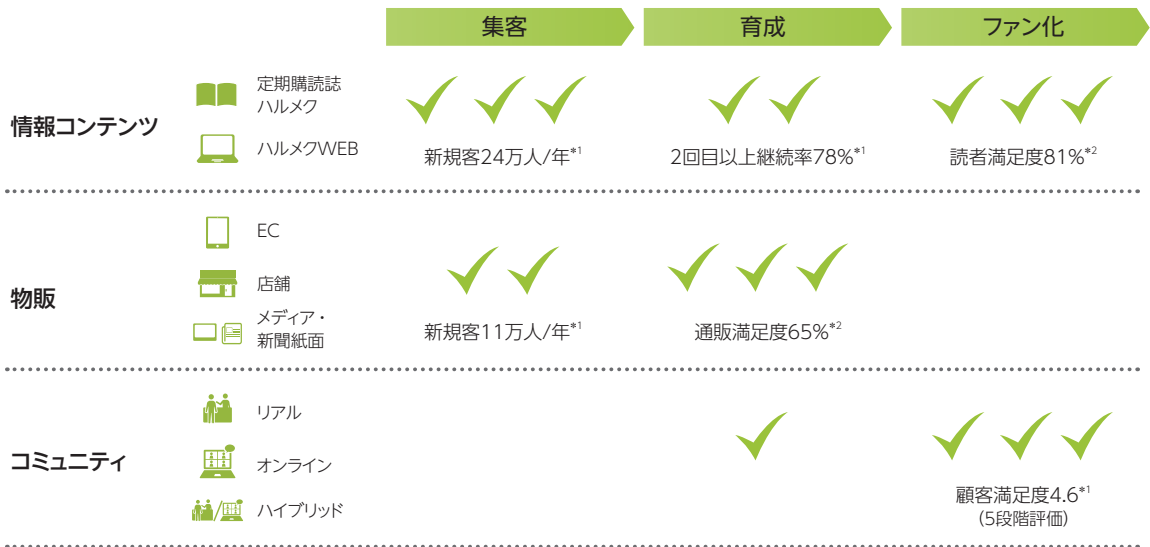 集客
育成
ファン化
情報コンテンツ
定期購読誌
ハルメク
ハルメクWEB
新規客24万人/年*1
2回目以上継続率78%*1
読者満足度81%*2
物販
EC
店舗
メディア・
新聞紙面
新規客11万人/年*1
通販満足度65%*2
コミュニティ
リアル
オンライン
ハイブリッド
顧客満足度4.6*1
(5段階評価)